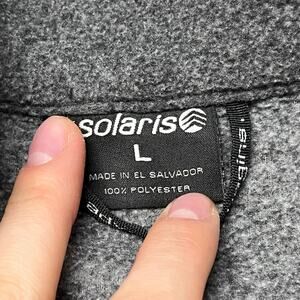 solaris
L
MADE IN EL SALVADOR
100% POLYESTER